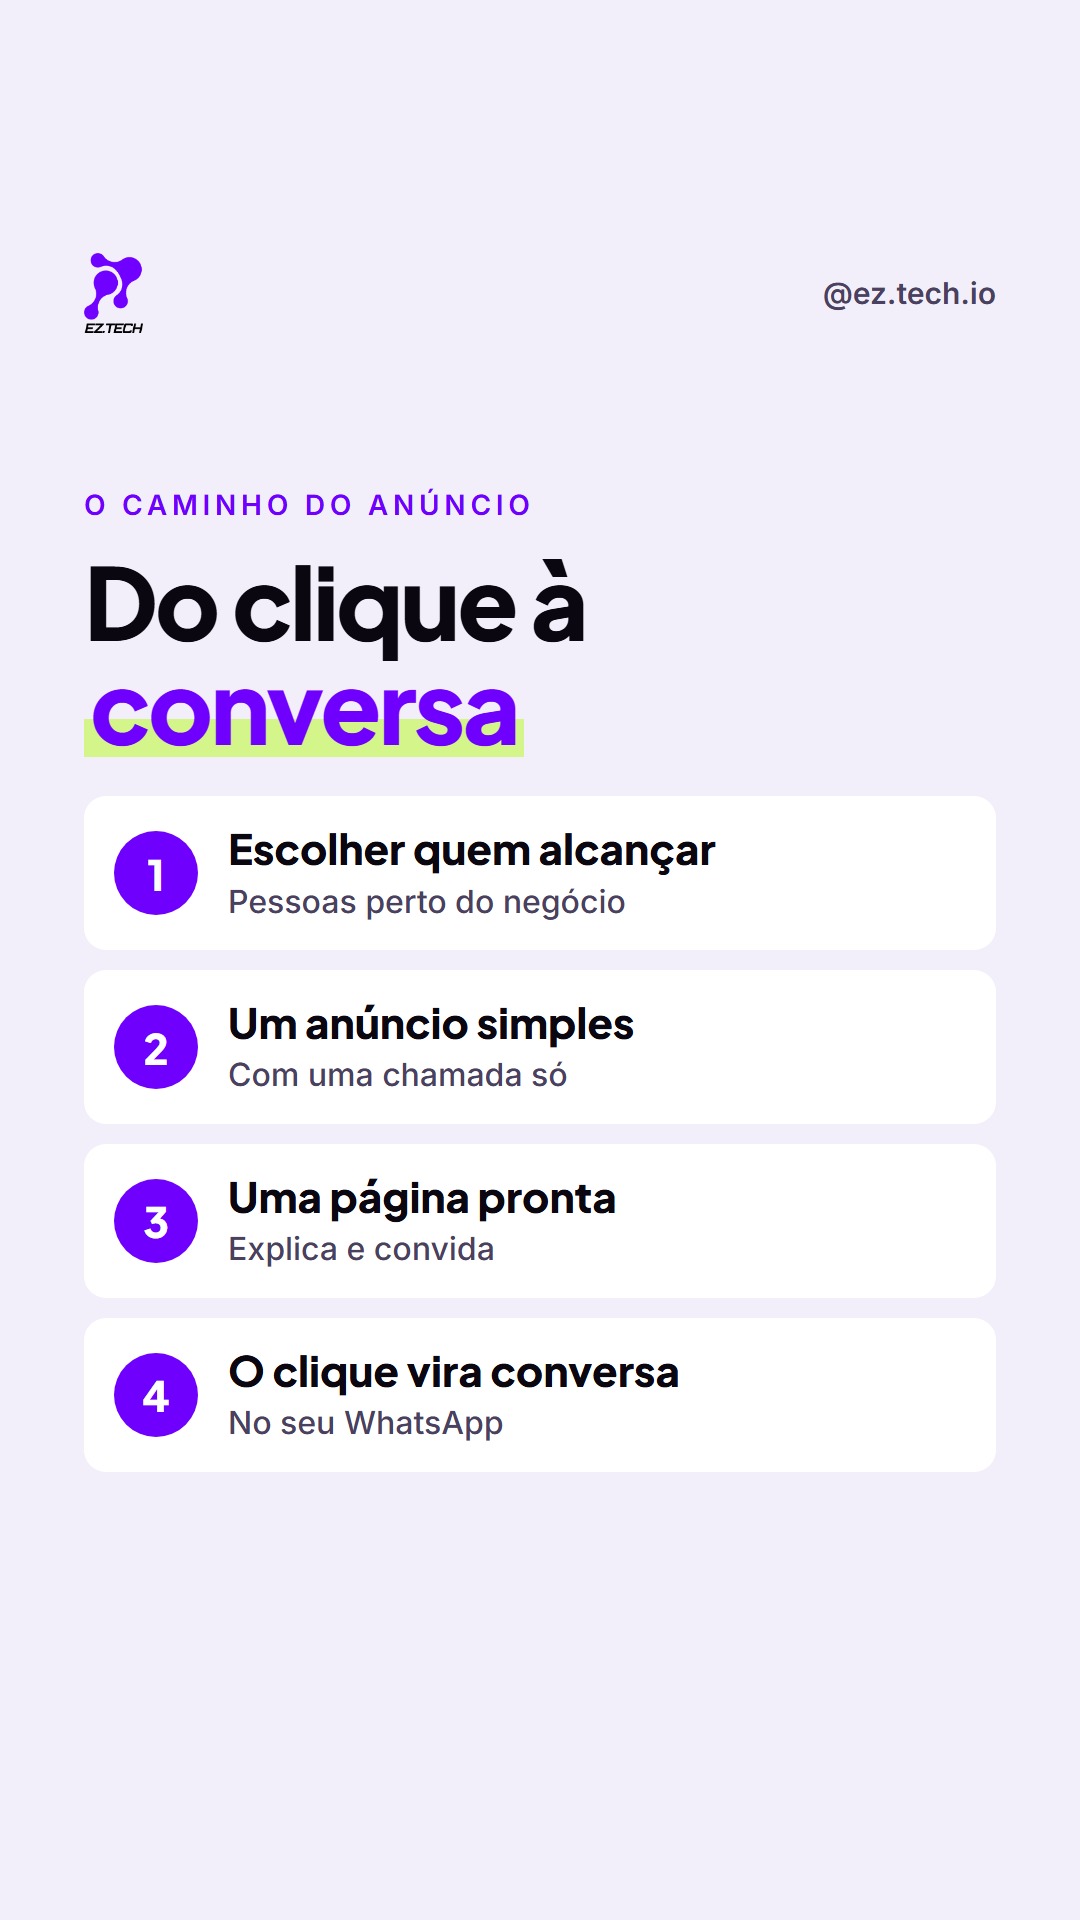 EZ.TECH
@ez.tech.io
O CAMINHO DO ANÚNCIO
Do clique à
conversa
1
Escolher quem alcançar
Pessoas perto do negócio
2
Um anúncio simples
Com uma chamada só
3
Uma página pronta
Explica e convida
4
O clique vira conversa
No seu WhatsApp